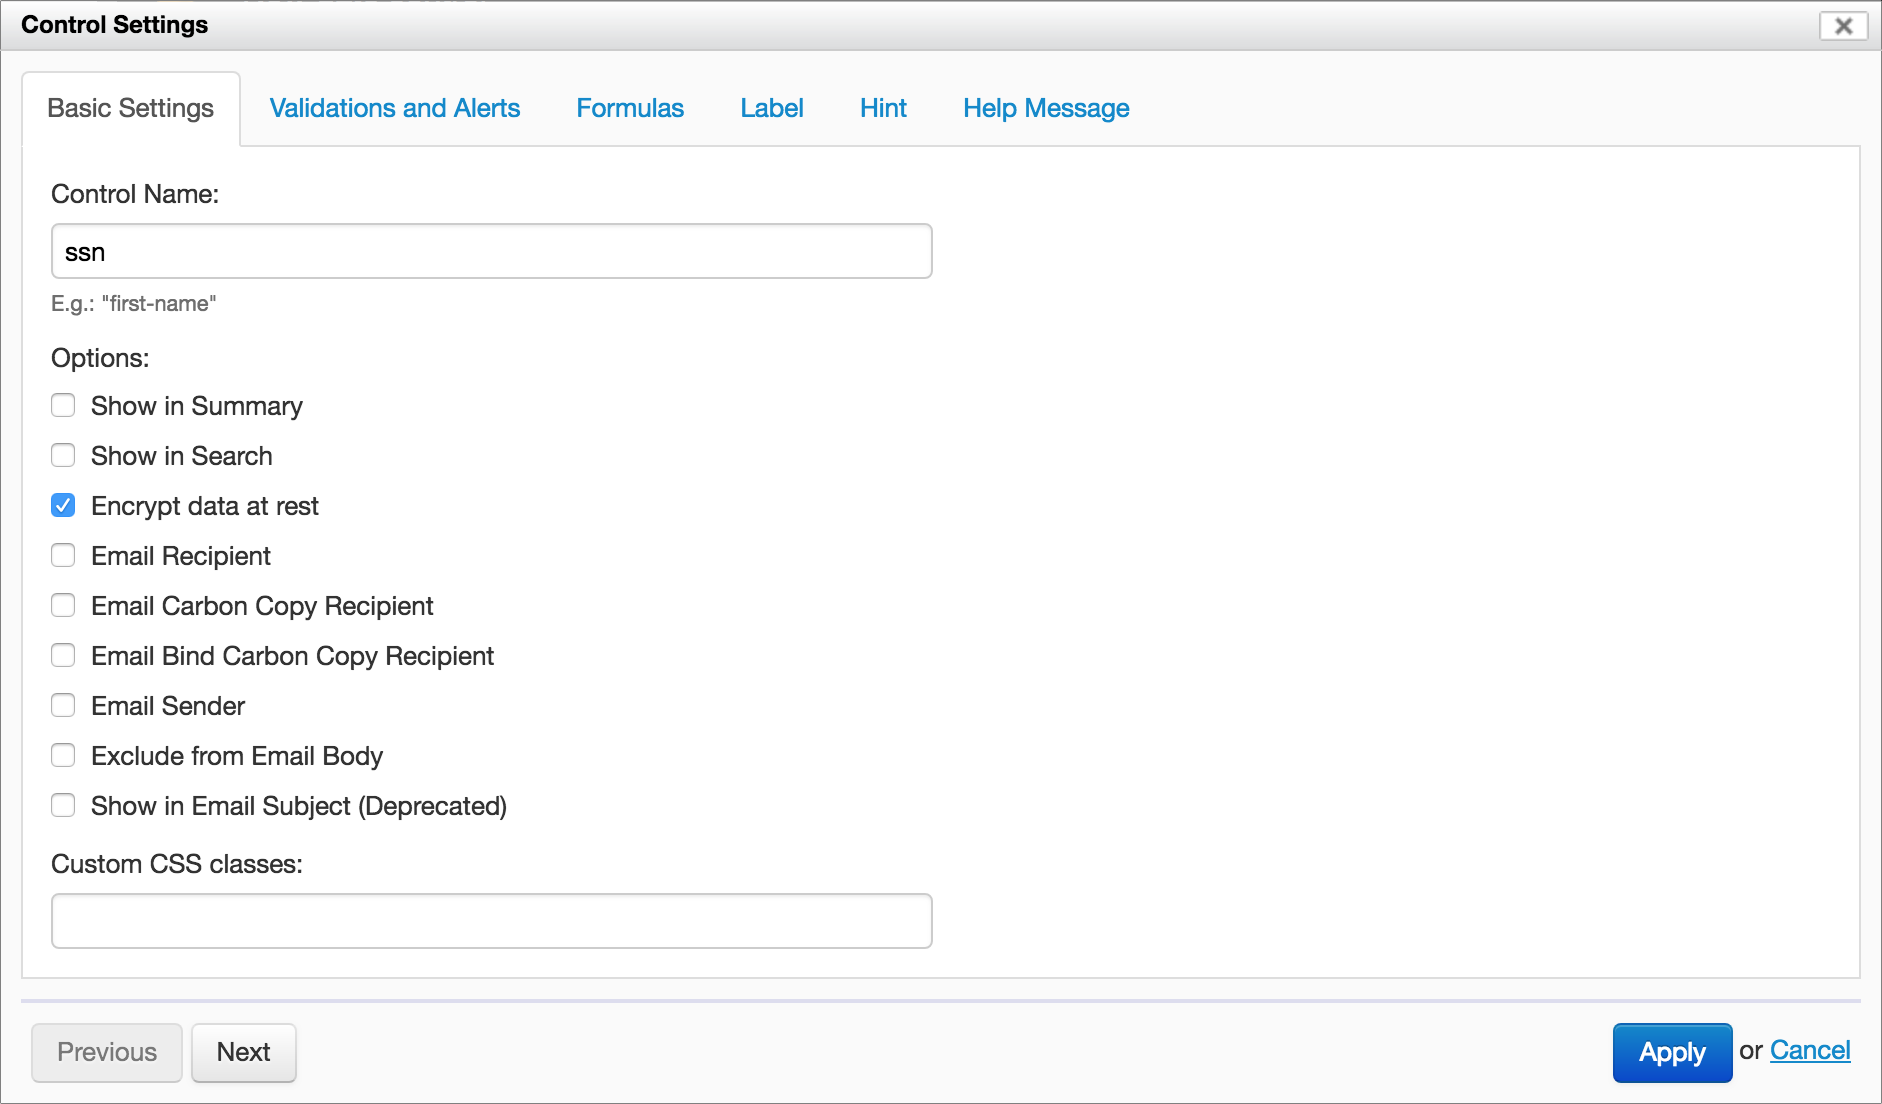 Control Settings
Basic Settings Validations and Alerts Formulas Label Hint Help Message
Control Name:
ssn
E.g.: "first-name"
Options:
Show in Summary
Show in Search
Encrypt data at rest
Email Recipient
Email Carbon Copy Recipient
Email Bind Carbon Copy Recipient
Email Sender
Exclude from Email Body
Show in Email Subject (Deprecated)
Custom CSS classes:
Previous Next Apply or Cancel